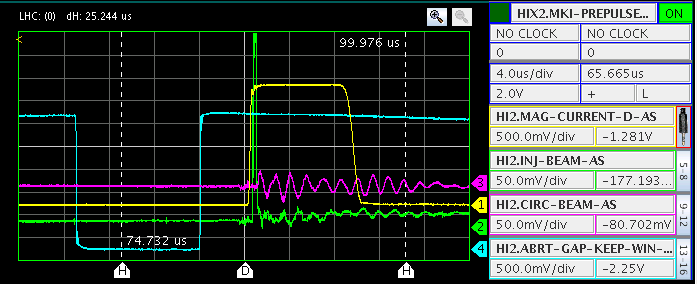 LHC: (0) dH: 25.244 us
HIX2.MKI-PREPULSE...
ON
NO CLOCK
NO CLOCK
0
0
4.0us/div
65.665us
2.0V
+
L
HI2.MAG-CURRENT-D-AS
500.0mV/div
-1.281V
HI2.INJ-BEAM-AS
50.0mV/div
-177.193...
HI2.CIRC-BEAM-AS
50.0mV/div
-80.702mV
HI2.ABRT-GAP-KEEP-WIN-...
500.0mV/div
-2.25V
5-8
9-12
13-16
99.976 us
74.732 us
3
1
2
4
H
D
H